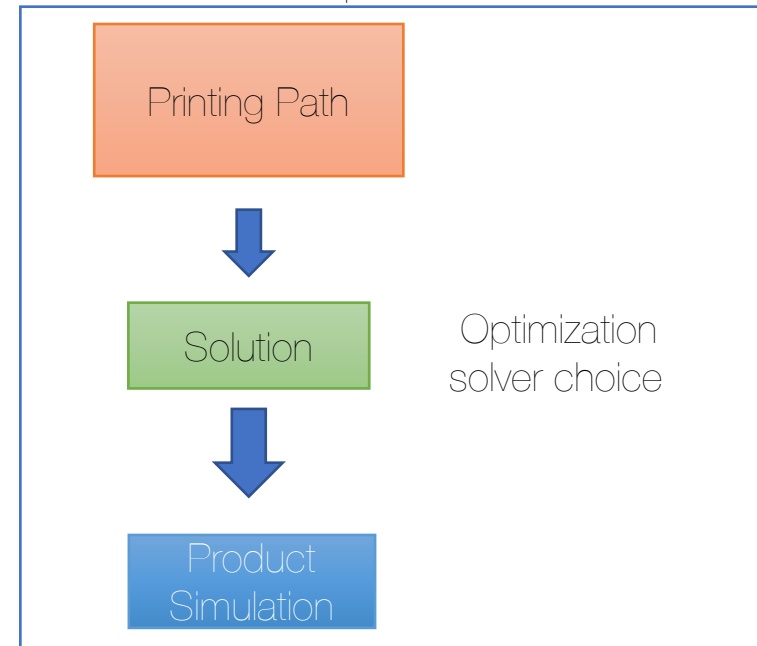 Printing Path
Solution
Optimization
solver choice
Product
Simulation